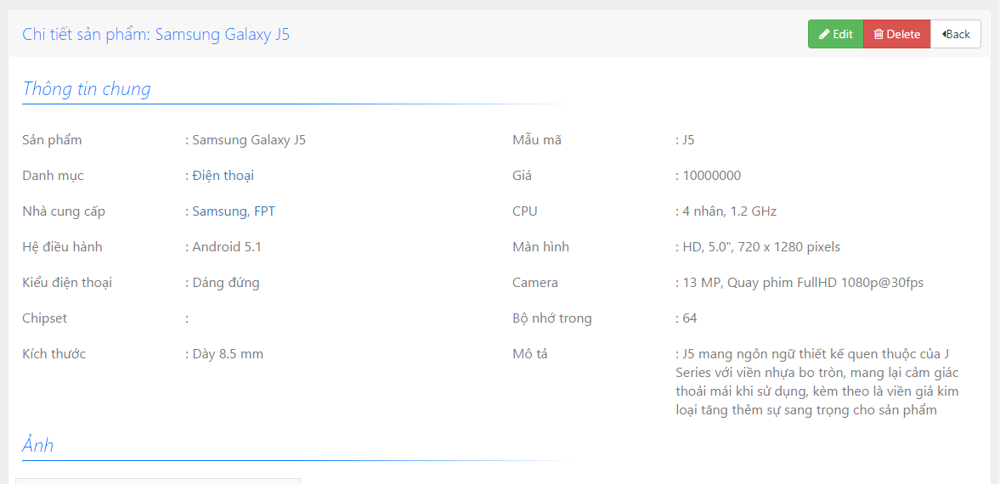 Chi tiết sản phẩm: Samsung Galaxy J5
Edit
Delete
Back
Thông tin chung
Sản phẩm : Samsung Galaxy J5
Mẫu mã : J5
Danh mục : Điện thoại
Giá : 10000000
Nhà cung cấp : Samsung, FPT
CPU : 4 nhân, 1.2 GHz
Hệ điều hành : Android 5.1
Màn hình : HD, 5.0", 720 x 1280 pixels
Kiểu điện thoại : Dáng đứng
Camera : 13 MP, Quay phim FullHD 1080p@30fps
Chipset :
Bộ nhớ trong : 64
Kích thước : Dày 8.5 mm
Mô tả : J5 mang ngôn ngữ thiết kế quen thuộc của J
Series với viền nhựa bo tròn, mang lại cảm giác
thoải mái khi sử dụng, kèm theo là viền giả kim
loại tăng thêm sự sang trọng cho sản phẩm
Ảnh